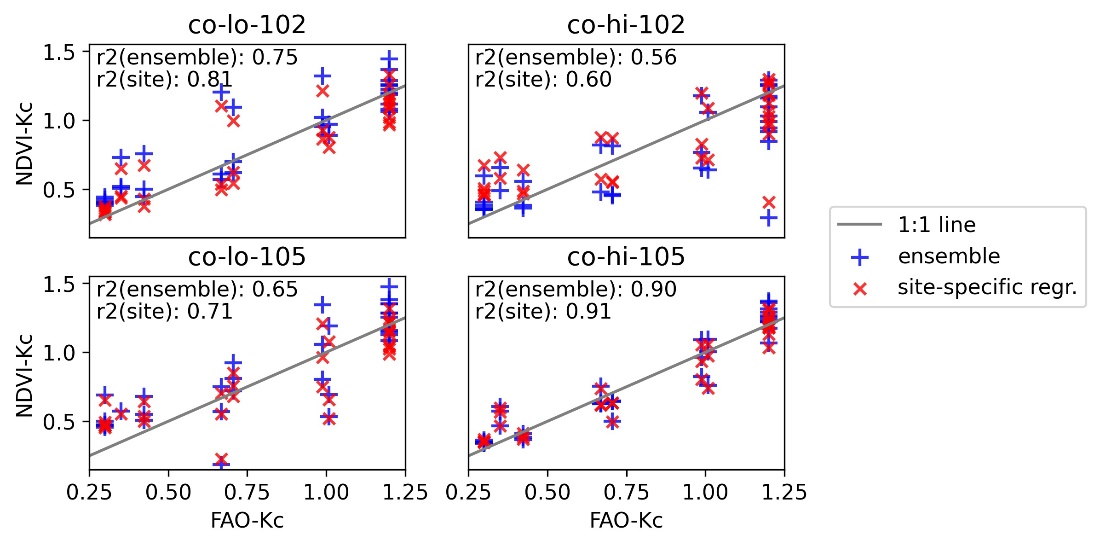 co-lo-102
co-hi-102
r2(ensemble): 0.75
r2(site): 0.81
r2(ensemble): 0.56
r2(site): 0.60
1.5
1.0
0.5
NDVI-Kc
co-lo-105
co-hi-105
r2(ensemble): 0.65
r2(site): 0.71
r2(ensemble): 0.90
r2(site): 0.91
1.5
1.0
0.5
NDVI-Kc
0.25 0.50 0.75 1.00 1.25
0.25 0.50 0.75 1.00 1.25
FAO-Kc
FAO-Kc
1:1 line
ensemble
site-specific regr.